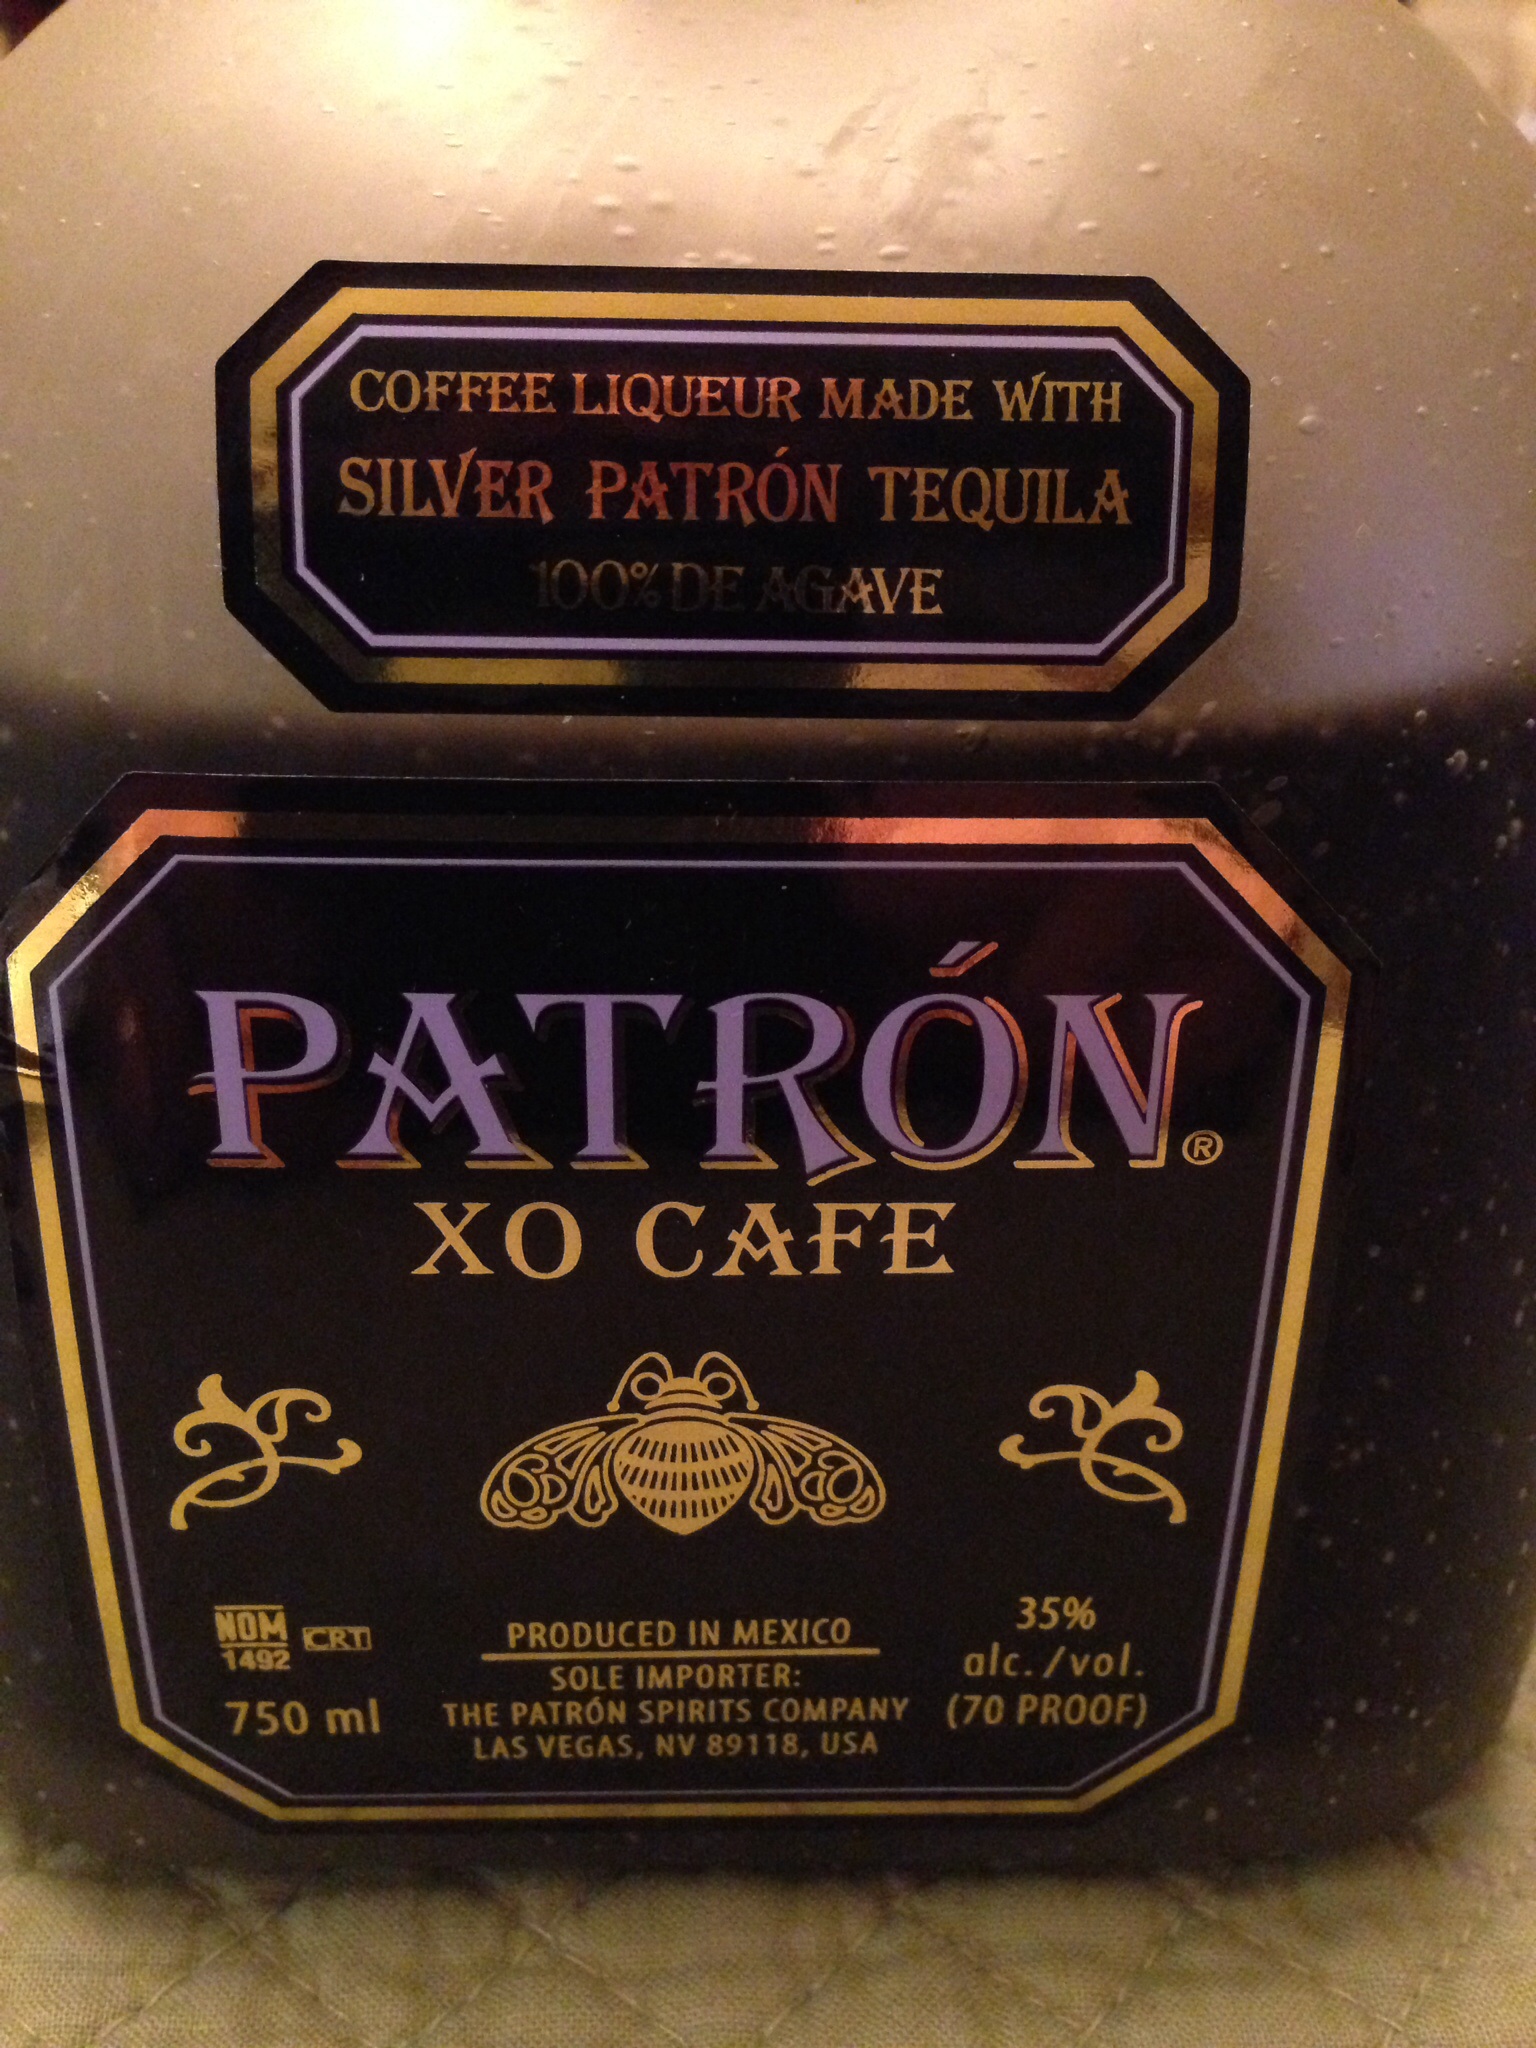 COFFEE LIQUEUR MADE WITH
SILVER PATRÓN TEQUILA
100% DE AGAVE
PATRÓN®
XO CAFE
NOM
1492
CRT
750 ml
PRODUCED IN MEXICO
SOLE IMPORTER:
THE PATRÓN SPIRITS COMPANY
LAS VEGAS, NV 89118, USA
35%
alc./vol.
(70 PROOF)